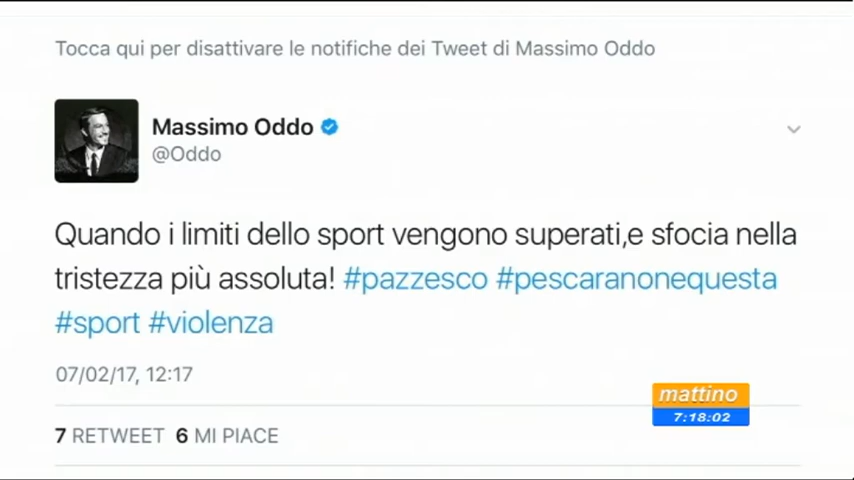 Tocca qui per disattivare le notifiche dei Tweet di Massimo Oddo
Massimo Oddo
@Oddo
Quando i limiti dello sport vengono superati,e sfocia nella
tristezza più assoluta! #pazzesco #pescaranonequesta
#sport #violenza
07/02/17, 12:17
mattino
7:18:02
7 RETWEET 6 MI PIACE